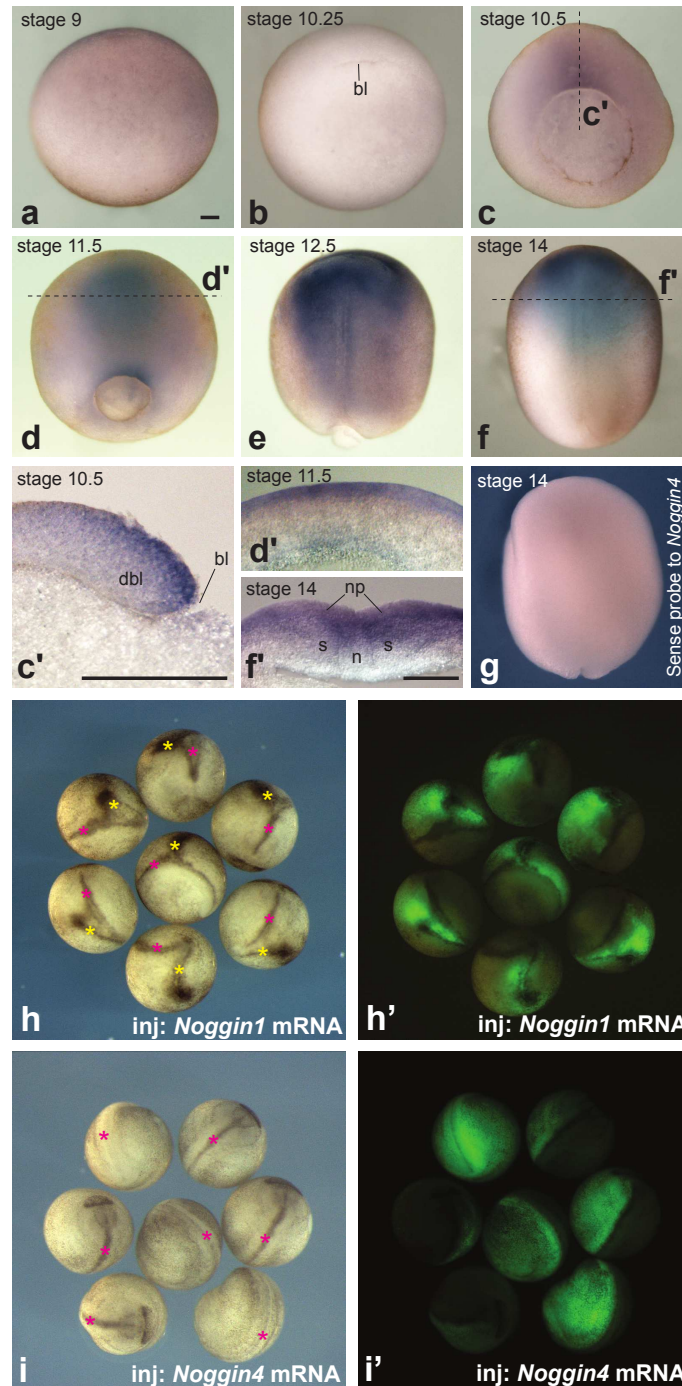 stage 9
a
stage 10.25
bl
b
stage 10.5
c'
c
stage 11.5
d'
d
stage 12.5
e
stage 14
f'
f
stage 10.5
dbl
bl
c'
stage 11.5
d'
stage 14
np
s
n
s
f'
stage 14
Sense probe to Noggin4
g
h
inj: Noggin1 mRNA
h’
inj: Noggin1 mRNA
i
inj: Noggin4 mRNA
i’
inj: Noggin4 mRNA